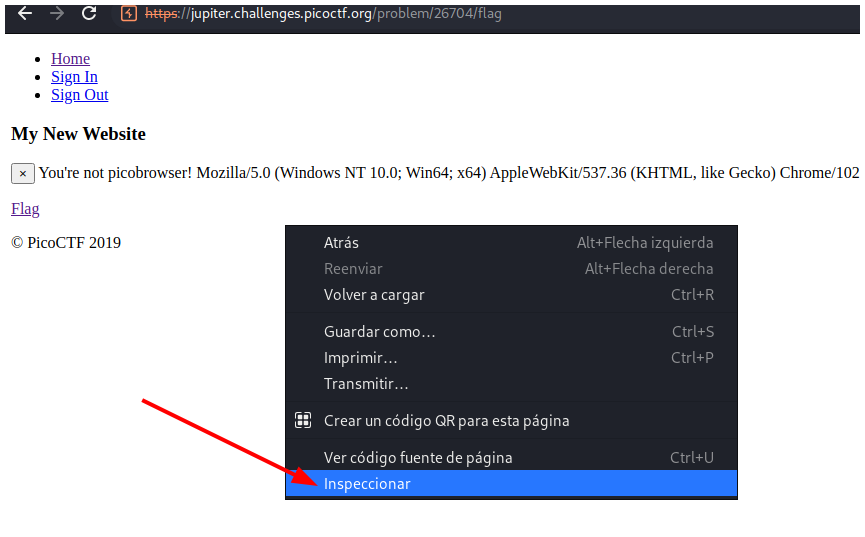 https://jupiter.challenges.picoctf.org/problem/26704/flag
Home
Sign In
Sign Out
My New Website
× You're not picobrowser! Mozilla/5.0 (Windows NT 10.0; Win64; x64) AppleWebKit/537.36 (KHTML, like Gecko) Chrome/102
Flag
© PicoCTF 2019
Atrás Alt+Flecha izquierda
Reenviar Alt+Flecha derecha
Volver a cargar Ctrl+R
Guardar como… Ctrl+S
Imprimir… Ctrl+P
Transmitir…
Crear un código QR para esta página
Ver código fuente de página Ctrl+U
Inspeccionar